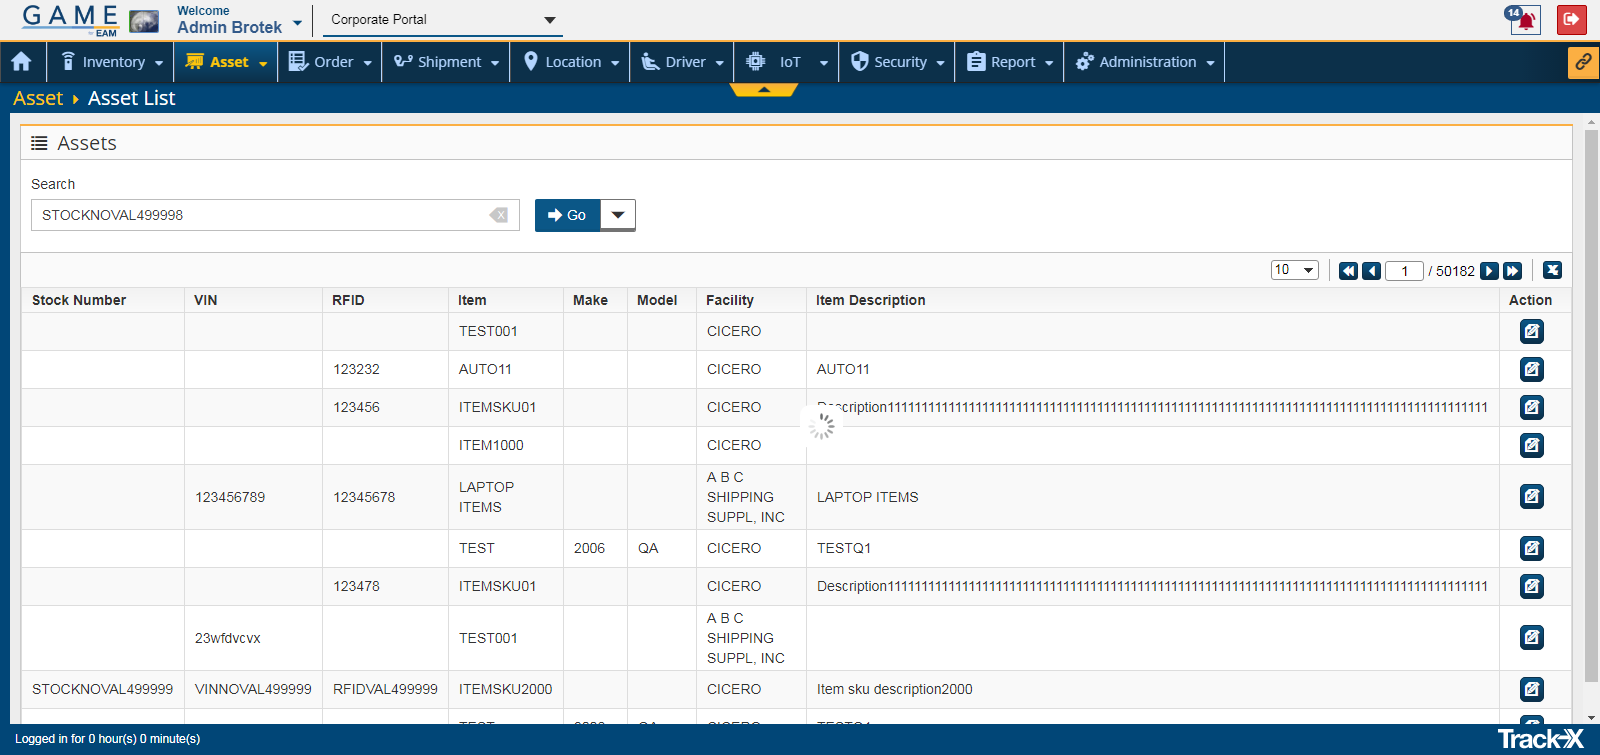 GAME
by EAM
Welcome
Admin Brotek
Corporate Portal
14
Inventory
Asset
Order
Shipment
Location
Driver
IoT
Security
Report
Administration
Asset
Asset List
Assets
Search
STOCKNOVAL499998
Go
10
1 / 50182
Stock Number VIN RFID Item Make Model Facility Item Description Action
TEST001 CICERO
123232 AUTO11 CICERO AUTO11
123456 ITEMSKU01 CICERO
ITEM1000 CICERO
123456789 12345678 LAPTOP ITEMS A B C SHIPPING SUPPL, INC LAPTOP ITEMS
TEST 2006 QA CICERO TESTQ1
123478 ITEMSKU01 CICERO
23wfdvcvx TEST001 A B C SHIPPING SUPPL, INC
STOCKNOVAL499999 VINNOVAL499999 RFIDVAL499999 ITEMSKU2000 CICERO Item sku description2000
Logged in for 0 hour(s) 0 minute(s)
Track-X